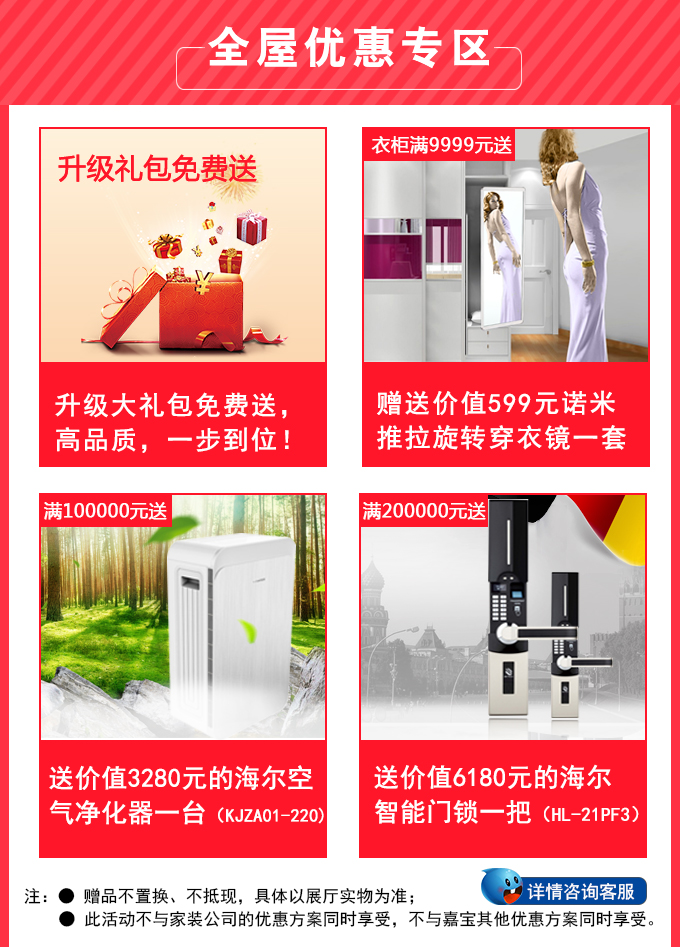 全屋优惠专区
升级礼包免费送
升级大礼包免费送，
高品质，一步到位！
衣柜满9999元送
赠送价值599元诺米
推拉旋转穿衣镜一套
满100000元送
送价值3280元的海尔空
气净化器一台（KJZA01-220）
满200000元送
送价值6180元的海尔
智能门锁一把（HL-21PF3）
详情咨询客服
注：● 赠品不置换、不抵现，具体以展厅实物为准；
● 此活动不与家装公司的优惠方案同时享受，不与嘉宝其他优惠方案同时享受。